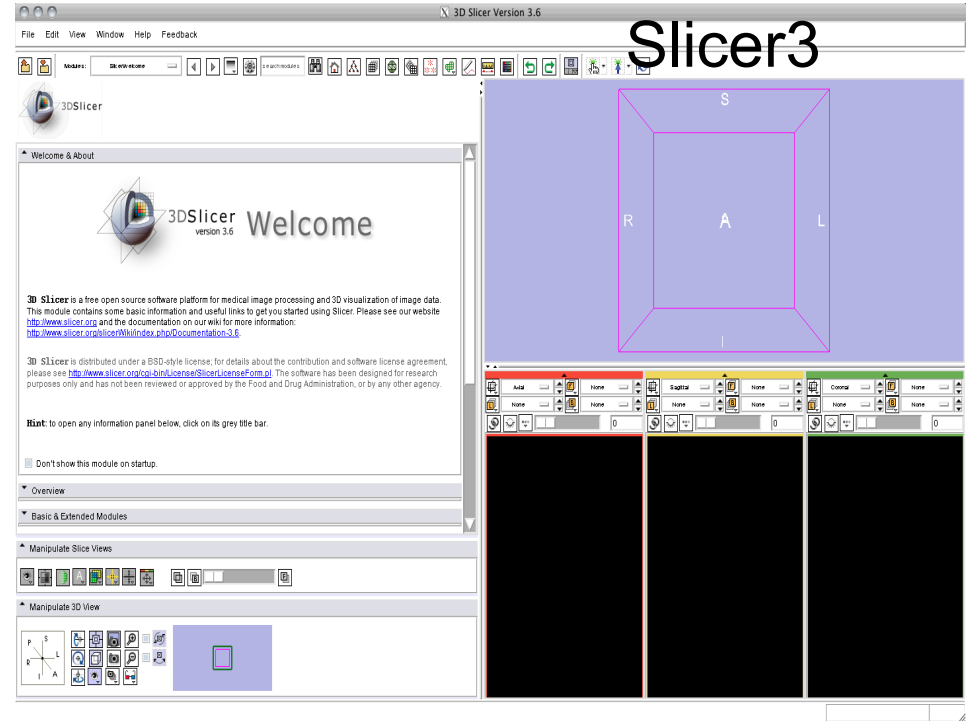 X 3D Slicer Version 3.6
Slicer3
File Edit View Window Help Feedback
Modules: SlicerWelcome search modules
3DSlicer
Welcome & About
3DSlicer Welcome
version 3.6
3D Slicer is a free open source software platform for medical image processing and 3D visualization of image data.
This module contains some basic information and useful links to get you started using Slicer. Please see our website
http://www.slicer.org and the documentation on our wiki for more information:
http://www.slicer.org/slicerWiki/index.php/Documentation-3.6.
3D Slicer is distributed under a BSD-style license; for details about the contribution and software license agreement,
please see http://www.slicer.org/cgi-bin/License/SlicerLicenseForm.pl. The software has been designed for research
purposes only and has not been reviewed or approved by the Food and Drug Administration, or by any other agency.
Hint: to open any information panel below, click on its grey title bar.
Don't show this module on startup.
Overview
Basic & Extended Modules
Manipulate Slice Views
Manipulate 3D View
P S
R L
I A
S
R A L
I
Axial F None Sagittal F None Coronal F None
L None B None L None B None L None B None
0 0 0